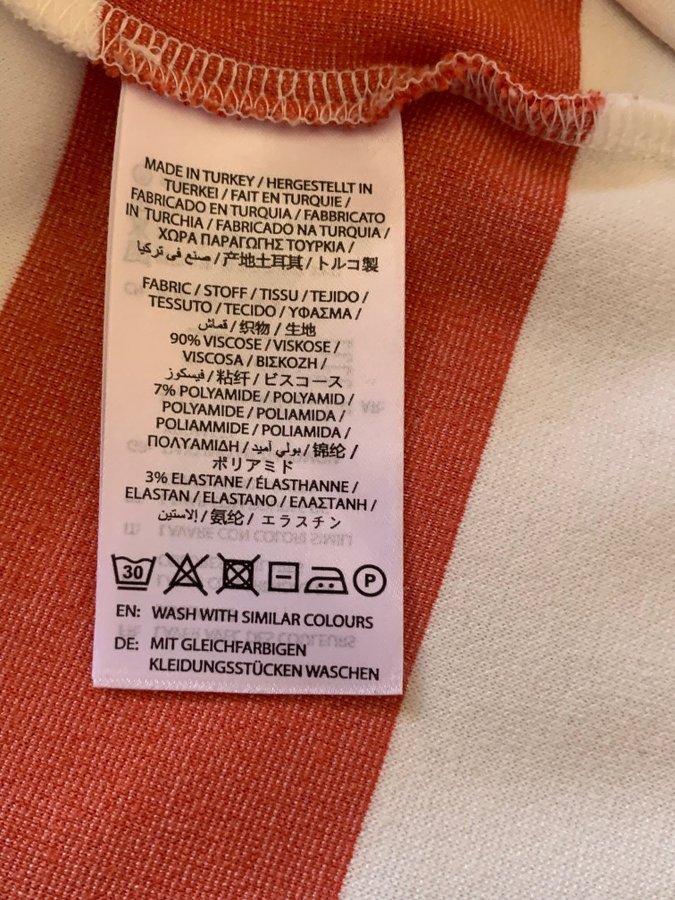 MADE IN TURKEY / HERGESTELLT IN
TUERKEI / FAIT EN TURQUIE /
FABRICADO EN TURQUIA / FABBRICATO
IN TURCHIA / FABRICADO NA TURQUIA /
ΧΩΡΑ ΠΑΡΑΓΩΓΗΣ ΤΟΥΡΚΙΑ /
صنع في تركيا / 产地土耳其 / トルコ製
FABRIC / STOFF / TISSU / TEJIDO /
TESSUTO / TECIDO / ΥΦΑΣΜΑ /
قماش / 织物 / 生地
90% VISCOSE / VISKOSE /
VISCOSA / ΒΙΣΚΟΖΗ /
فيسكوز / 粘纤 / ビスコース
7% POLYAMIDE / POLYAMID /
POLYAMIDE / POLIAMIDA /
POLIAMMIDE / POLIAMIDA /
ΠΟΛΥΑΜΙΔΗ / بولي أميد / 锦纶 /
ポリアミド
3% ELASTANE / ÉLASTHANNE /
ELASTAN / ELASTANO / ΕΛΑΣΤΑΝΗ /
الاستين / 氨纶 / エラスチン
30 P
EN: WASH WITH SIMILAR COLOURS
DE: MIT GLEICHFARBIGEN
KLEIDUNGSSTÜCKEN WASCHEN